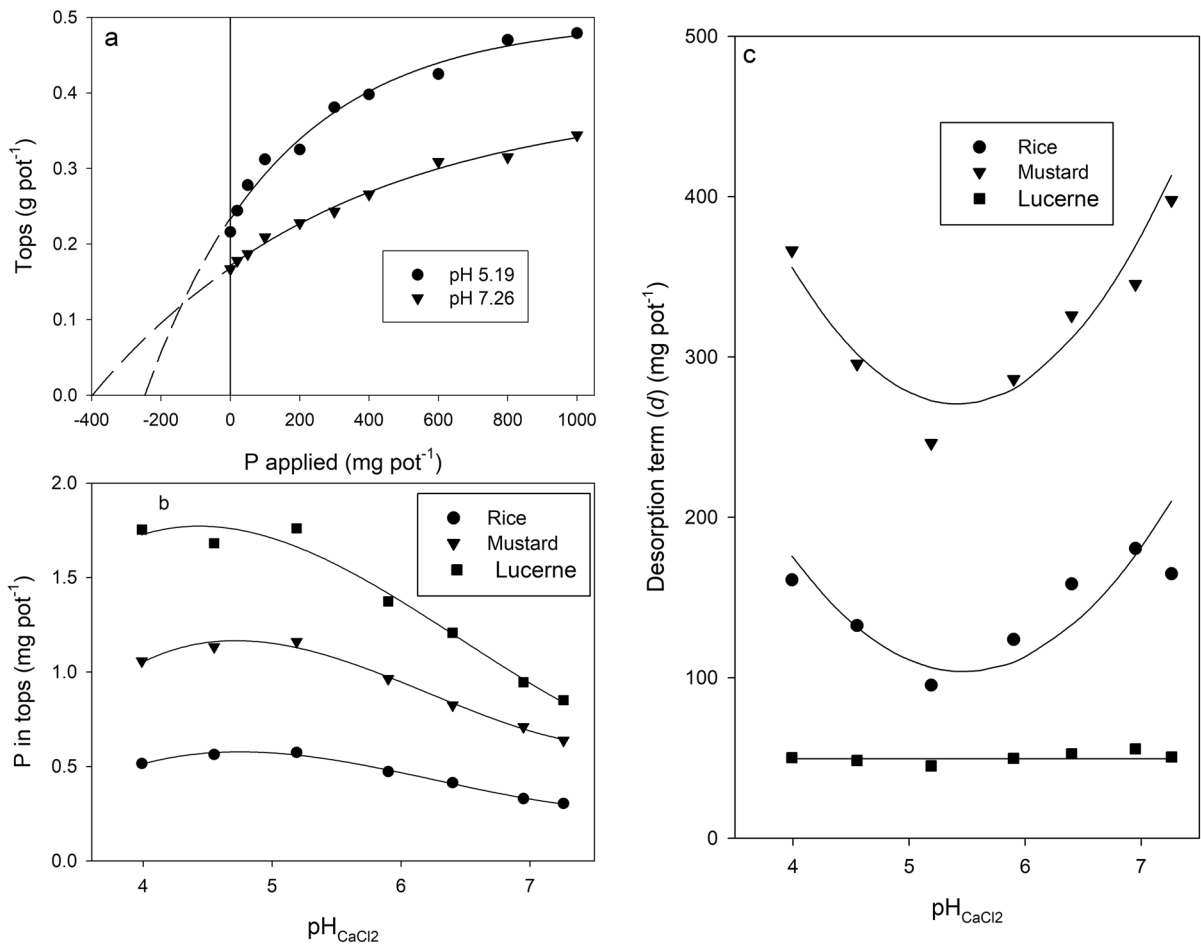 a
0.5
0.4
0.3
0.2
0.1
0.0
Tops (g pot-1)
pH 5.19
pH 7.26
-400 -200 0 200 400 600 800 1000
P applied (mg pot-1)
b
2.0
1.5
1.0
0.5
0.0
P in tops (mg pot-1)
Rice
Mustard
Lucerne
4 5 6 7
pHCaCl2
c
500
400
300
200
100
0
Desorption term (d) (mg pot-1)
Rice
Mustard
Lucerne
4 5 6 7
pHCaCl2